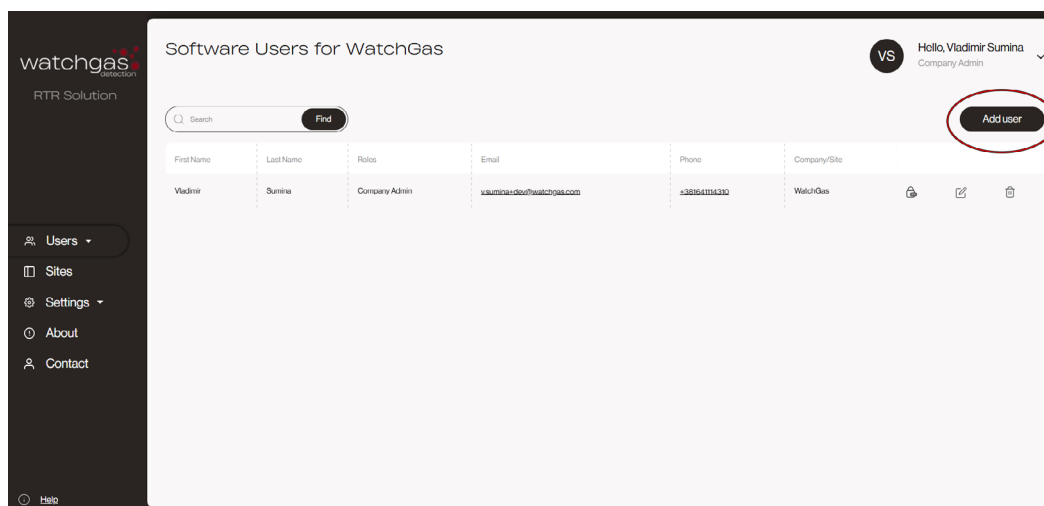 watchgas
detection
RTR Solution
Users
Sites
Settings
About
Contact
Help
Software Users for WatchGas
VS
Hello, Vladimir Sumina
Company Admin
Search
Find
Add user
First Name Last Name Roles Email Phone Company/Site
Vladimir Sumina Company Admin v.sumina+dev@watchgas.com +381641114310 WatchGas